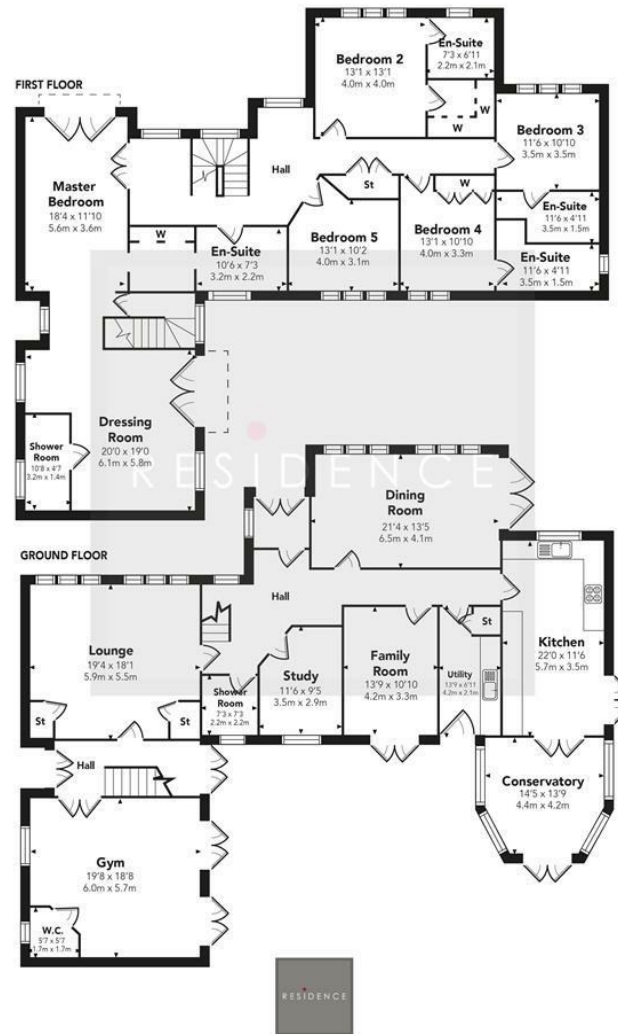 FIRST FLOOR
Bedroom 2
13'1 x 13'1
4.0m x 4.0m
En-Suite
7'3 x 6'11
2.2m x 2.1m
W
W
Bedroom 3
11'6 x 10'10
3.5m x 3.5m
Hall
St
W
Master
Bedroom
18'4 x 11'10
5.6m x 3.6m
W
En-Suite
10'6 x 7'3
3.2m x 2.2m
Bedroom 5
13'1 x 10'2
4.0m x 3.1m
Bedroom 4
13'1 x 10'10
4.0m x 3.3m
En-Suite
11'6 x 4'11
3.5m x 1.5m
En-Suite
11'6 x 4'11
3.5m x 1.5m
Dressing
Room
20'0 x 19'0
6.1m x 5.8m
Shower
Room
10'8 x 4'7
3.2m x 1.4m
RESIDENCE
GROUND FLOOR
Dining
Room
21'4 x 13'5
6.5m x 4.1m
Hall
Lounge
19'4 x 18'1
5.9m x 5.5m
St
St
Shower
Room
7'3 x 7'3
2.2m x 2.2m
Study
11'6 x 9'5
3.5m x 2.9m
Family
Room
13'9 x 10'10
4.2m x 3.3m
St
Utility
13'9 x 6'11
4.2m x 2.1m
Kitchen
22'0 x 11'6
5.7m x 3.5m
Hall
Conservatory
14'5 x 13'9
4.4m x 4.2m
Gym
19'8 x 18'8
6.0m x 5.7m
W.C.
5'7 x 5'7
1.7m x 1.7m
RESIDENCE